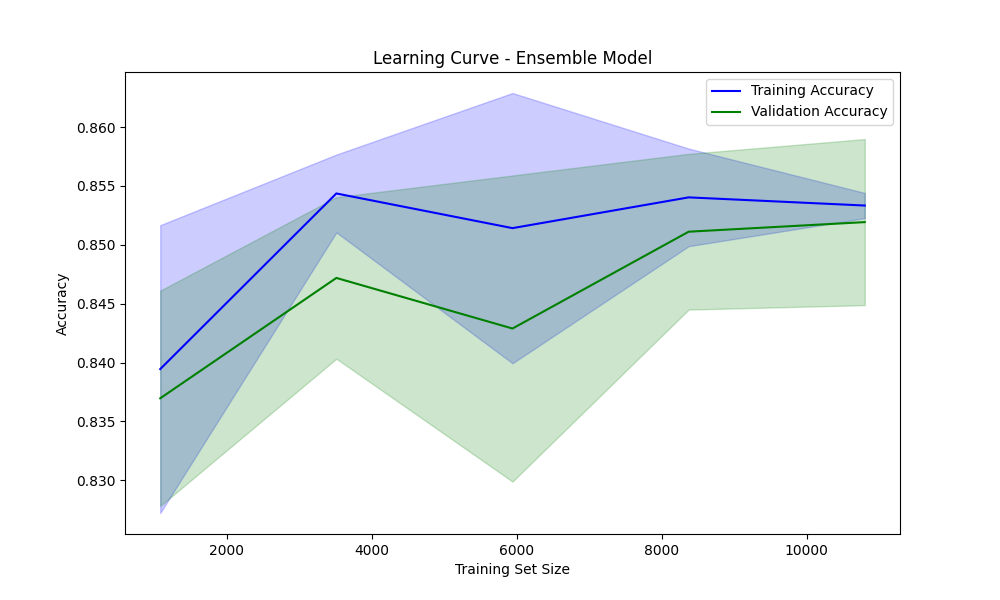 Learning Curve - Ensemble Model
Training Accuracy
Validation Accuracy
0.860
0.855
0.850
0.845
0.840
0.835
0.830
Accuracy
2000 4000 6000 8000 10000
Training Set Size